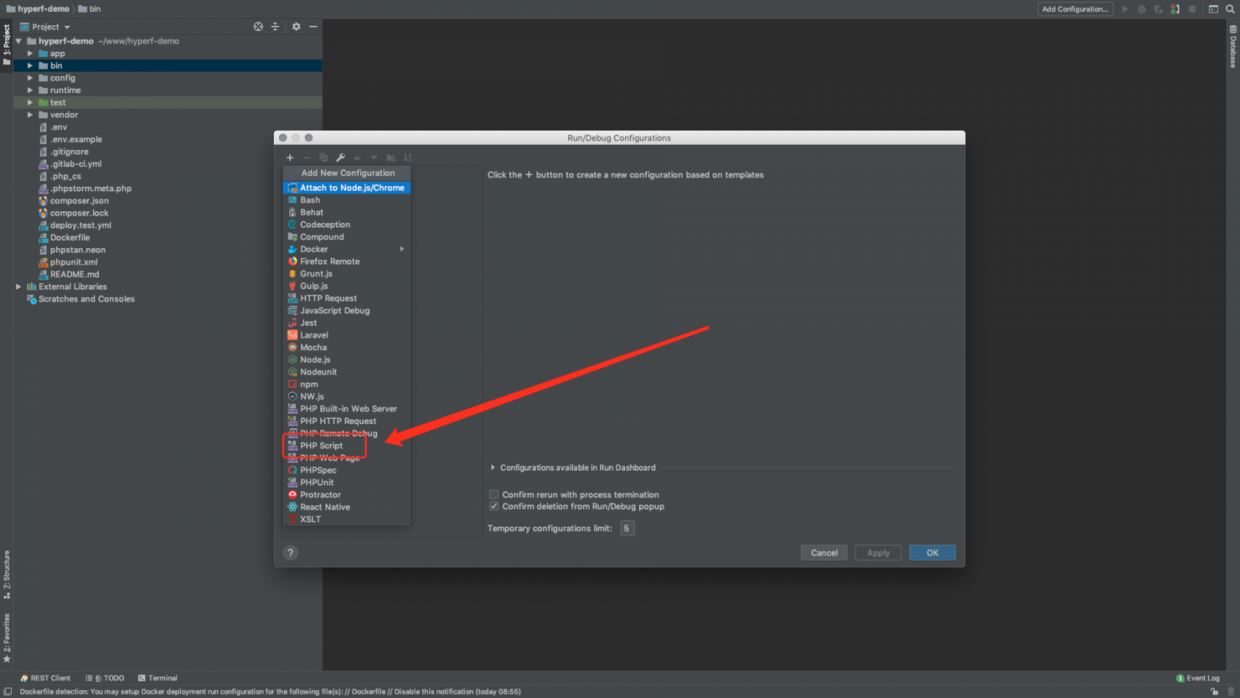 hyperf-demo bin
Add Configuration...
1: Project
Project
hyperf-demo ~/www/hyperf-demo
app
bin
config
runtime
test
vendor
.env
.env.example
.gitignore
.gitlab-ci.yml
.php_cs
.phpstorm.meta.php
composer.json
composer.lock
deploy.test.yml
Dockerfile
phpstan.neon
phpunit.xml
README.md
External Libraries
Scratches and Consoles
Database
Run/Debug Configurations
Add New Configuration
Attach to Node.js/Chrome
Bash
Behat
Codeception
Compound
Docker
Firefox Remote
Grunt.js
Gulp.js
HTTP Request
JavaScript Debug
Jest
Laravel
Mocha
Node.js
Nodeunit
npm
NW.js
PHP Built-in Web Server
PHP HTTP Request
PHP Remote Debug
PHP Script
PHP Web Page
PHPSpec
PHPUnit
Protractor
React Native
XSLT
Click the + button to create a new configuration based on templates
Configurations available in Run Dashboard
Confirm rerun with process termination
Confirm deletion from Run/Debug popup
Temporary configurations limit: 5
?
Cancel Apply OK
Z: Structure
2: Favorites
REST Client 6: TODO Terminal
1 Event Log
Dockerfile detection: You may setup Docker deployment run configuration for the following file(s): // Dockerfile // Disable this notification (today 08:55)